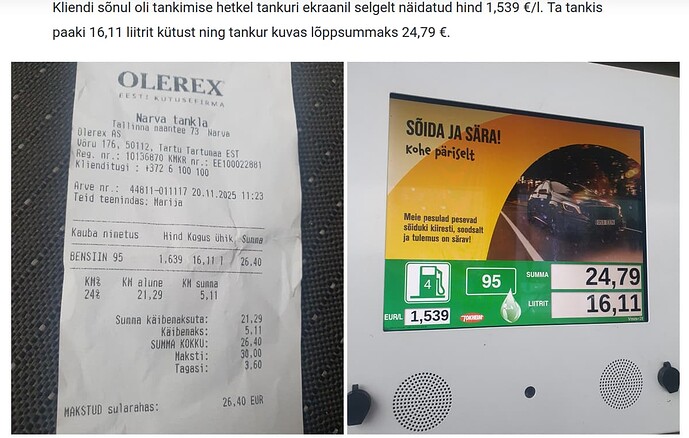 Kliendi sõnul oli tankimise hetkel tankuri ekraanil selgelt näidatud hind 1,539 €/l. Ta tankis
paaki 16,11 liitrit kütust ning tankur kuvas lõppsummaks 24,79 €.
OLEREX
EESTI KÜTUSEFIRMA
Narva tankla
Tallinna maantee 73 Narva
Olerex AS
Võru 176, 50112, Tartu Tartumaa EST
Reg. nr.: 10136870 KMKR nr.: EE100022881
Klienditugi : +372 6 100 100
Arve nr.: 44811-011117 20.11.2025 11:23
Teid teenindas: Marija
Kauba nimetus Hind Kogus ühik, Summa
BENSIIN 95 1.639 16,11 l 26.40
KM% KM alune KM summa
24% 21,29 5,11
Summa käibemaksuta: 21.29
Käibemaks: 5.11
SUMMA KOKKU: 26.40
Maksti: 30.00
Tagasi: 3.60
MAKSTUD sularahas: 26,40 EUR
SÕIDA JA SÄRA!
Kohe päriselt
Meie pesulad pesevad
sõiduki kiiresti, soodsalt
ja tulemus on särav!
4
95
SUMMA 24,79
LIITRIT 16,11
EUR/L 1,539